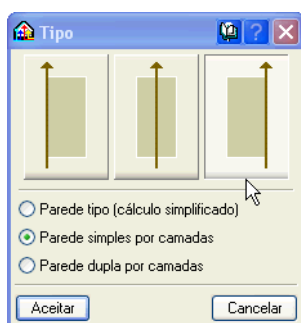 Tipo
?
Parede tipo (cálculo simplificado)
Parede simples por camadas
Parede dupla por camadas
Aceitar
Cancelar